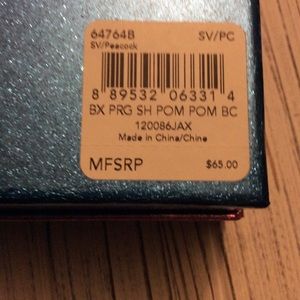 64764B SV/PC
SV/Peacock
8 89532 06331 4
BX PRG SH POM POM BC
120086JAX
Made in China/Chine
MFSRP $65.00